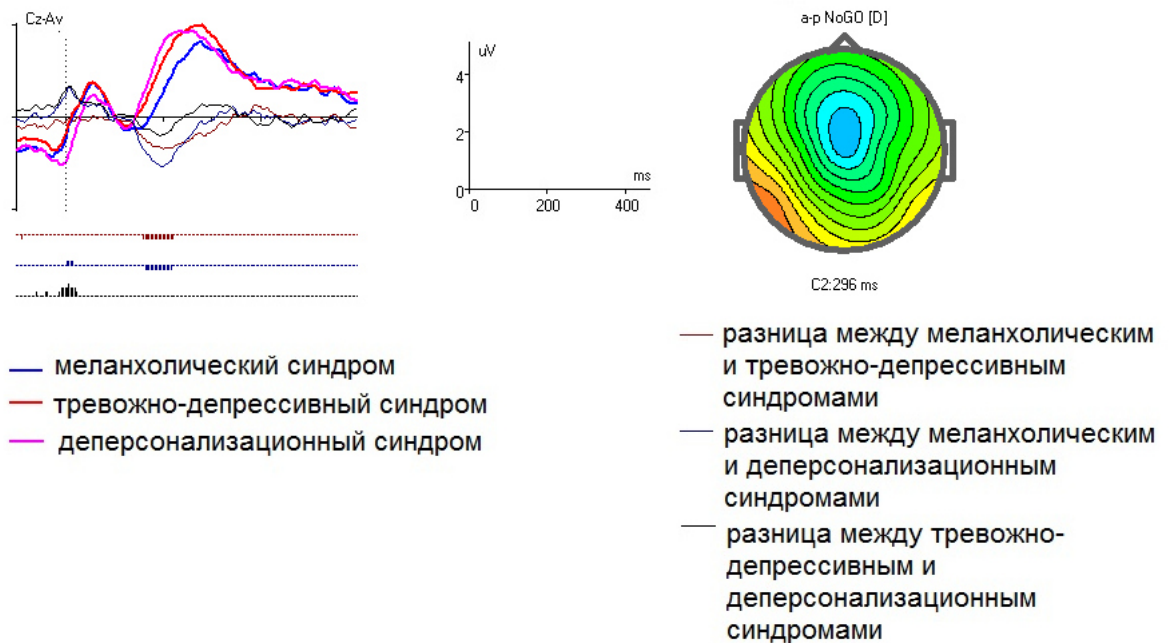 Cz-Av
uV
4
2
0
0
200
400
ms
a-p NoGO [D]
C2:296 ms
меланхолический синдром
тревожно-депрессивный синдром
деперсонализационный синдром
разница между меланхолическим
и тревожно-депрессивным
синдромами
разница между меланхолическим
и деперсонализационным
синдромами
разница между тревожно-
депрессивным и
деперсонализационным
синдромами